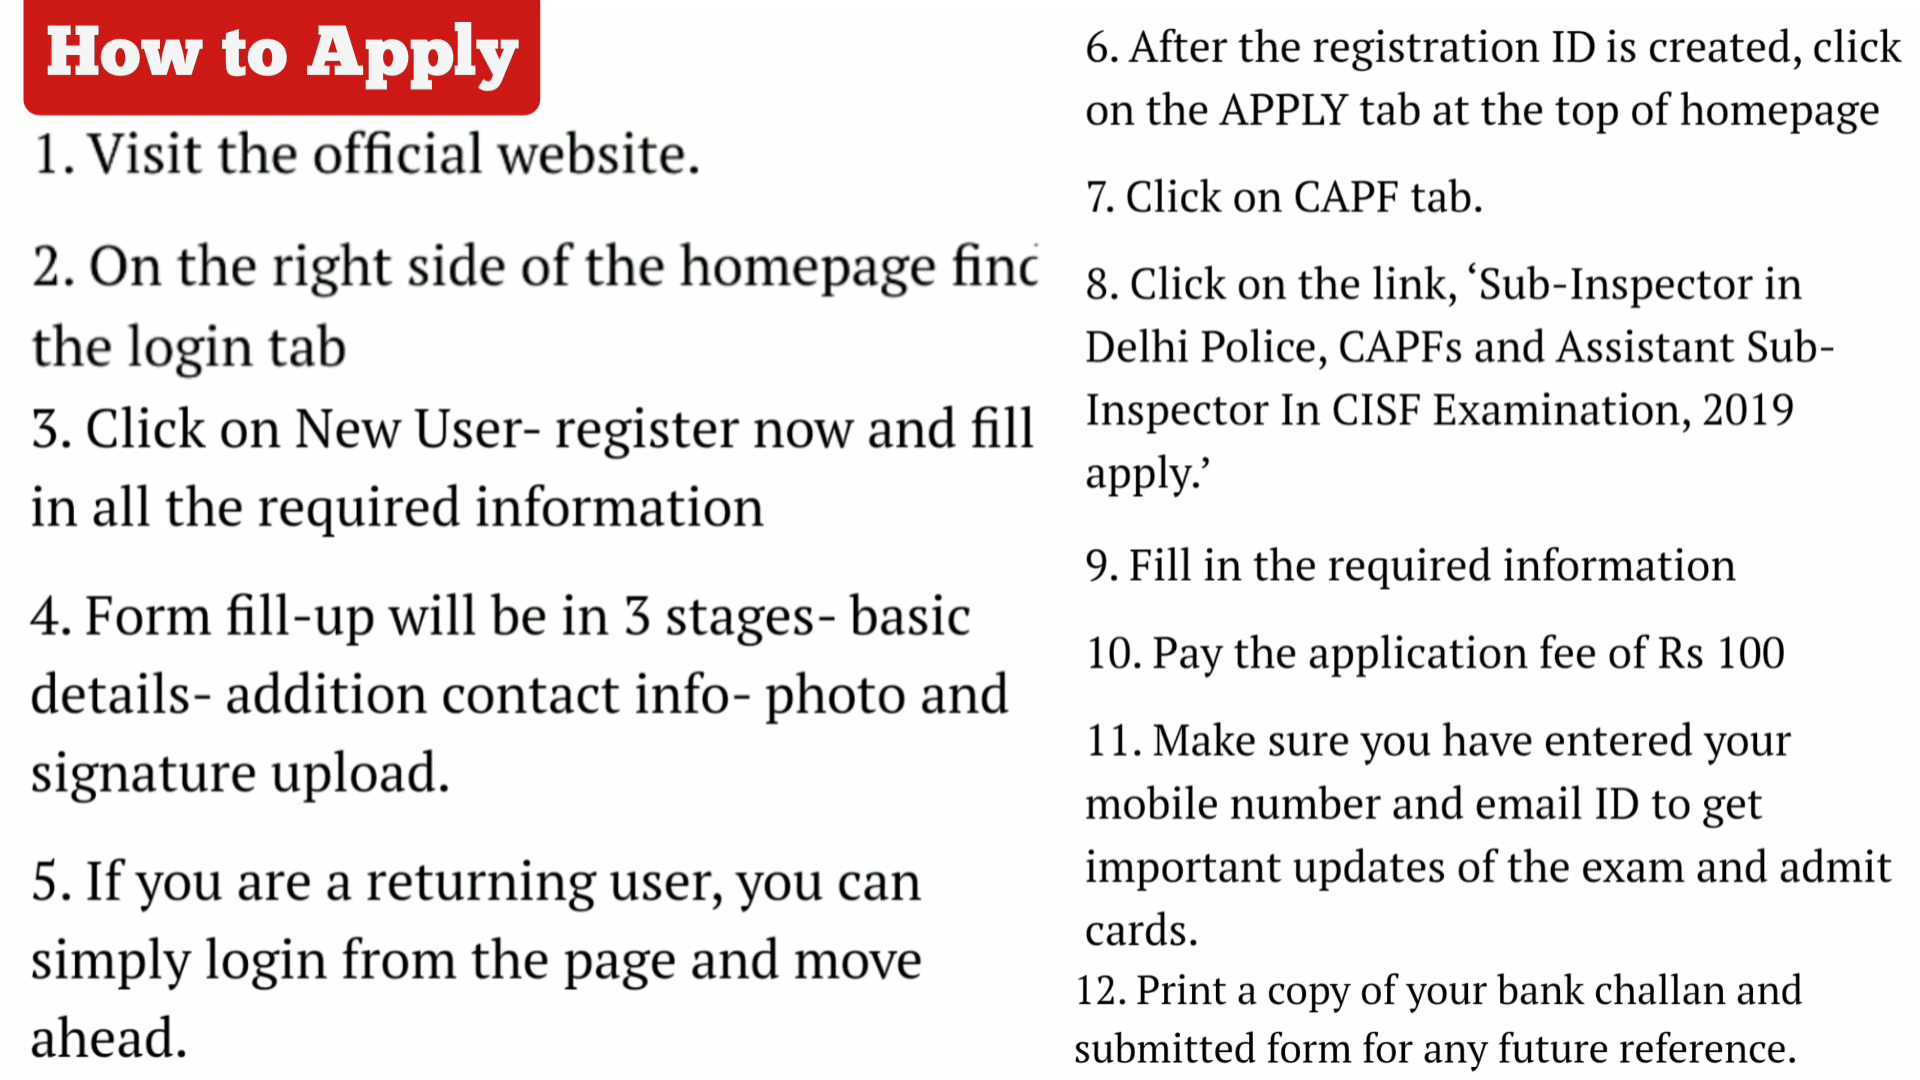 How to Apply
1. Visit the official website.
2. On the right side of the homepage find
the login tab
3. Click on New User- register now and fill
in all the required information
4. Form fill-up will be in 3 stages- basic
details- addition contact info- photo and
signature upload.
5. If you are a returning user, you can
simply login from the page and move
ahead.
6. After the registration ID is created, click
on the APPLY tab at the top of homepage
7. Click on CAPF tab.
8. Click on the link, ‘Sub-Inspector in
Delhi Police, CAPFs and Assistant Sub-
Inspector In CISF Examination, 2019
apply.’
9. Fill in the required information
10. Pay the application fee of Rs 100
11. Make sure you have entered your
mobile number and email ID to get
important updates of the exam and admit
cards.
12. Print a copy of your bank challan and
submitted form for any future reference.